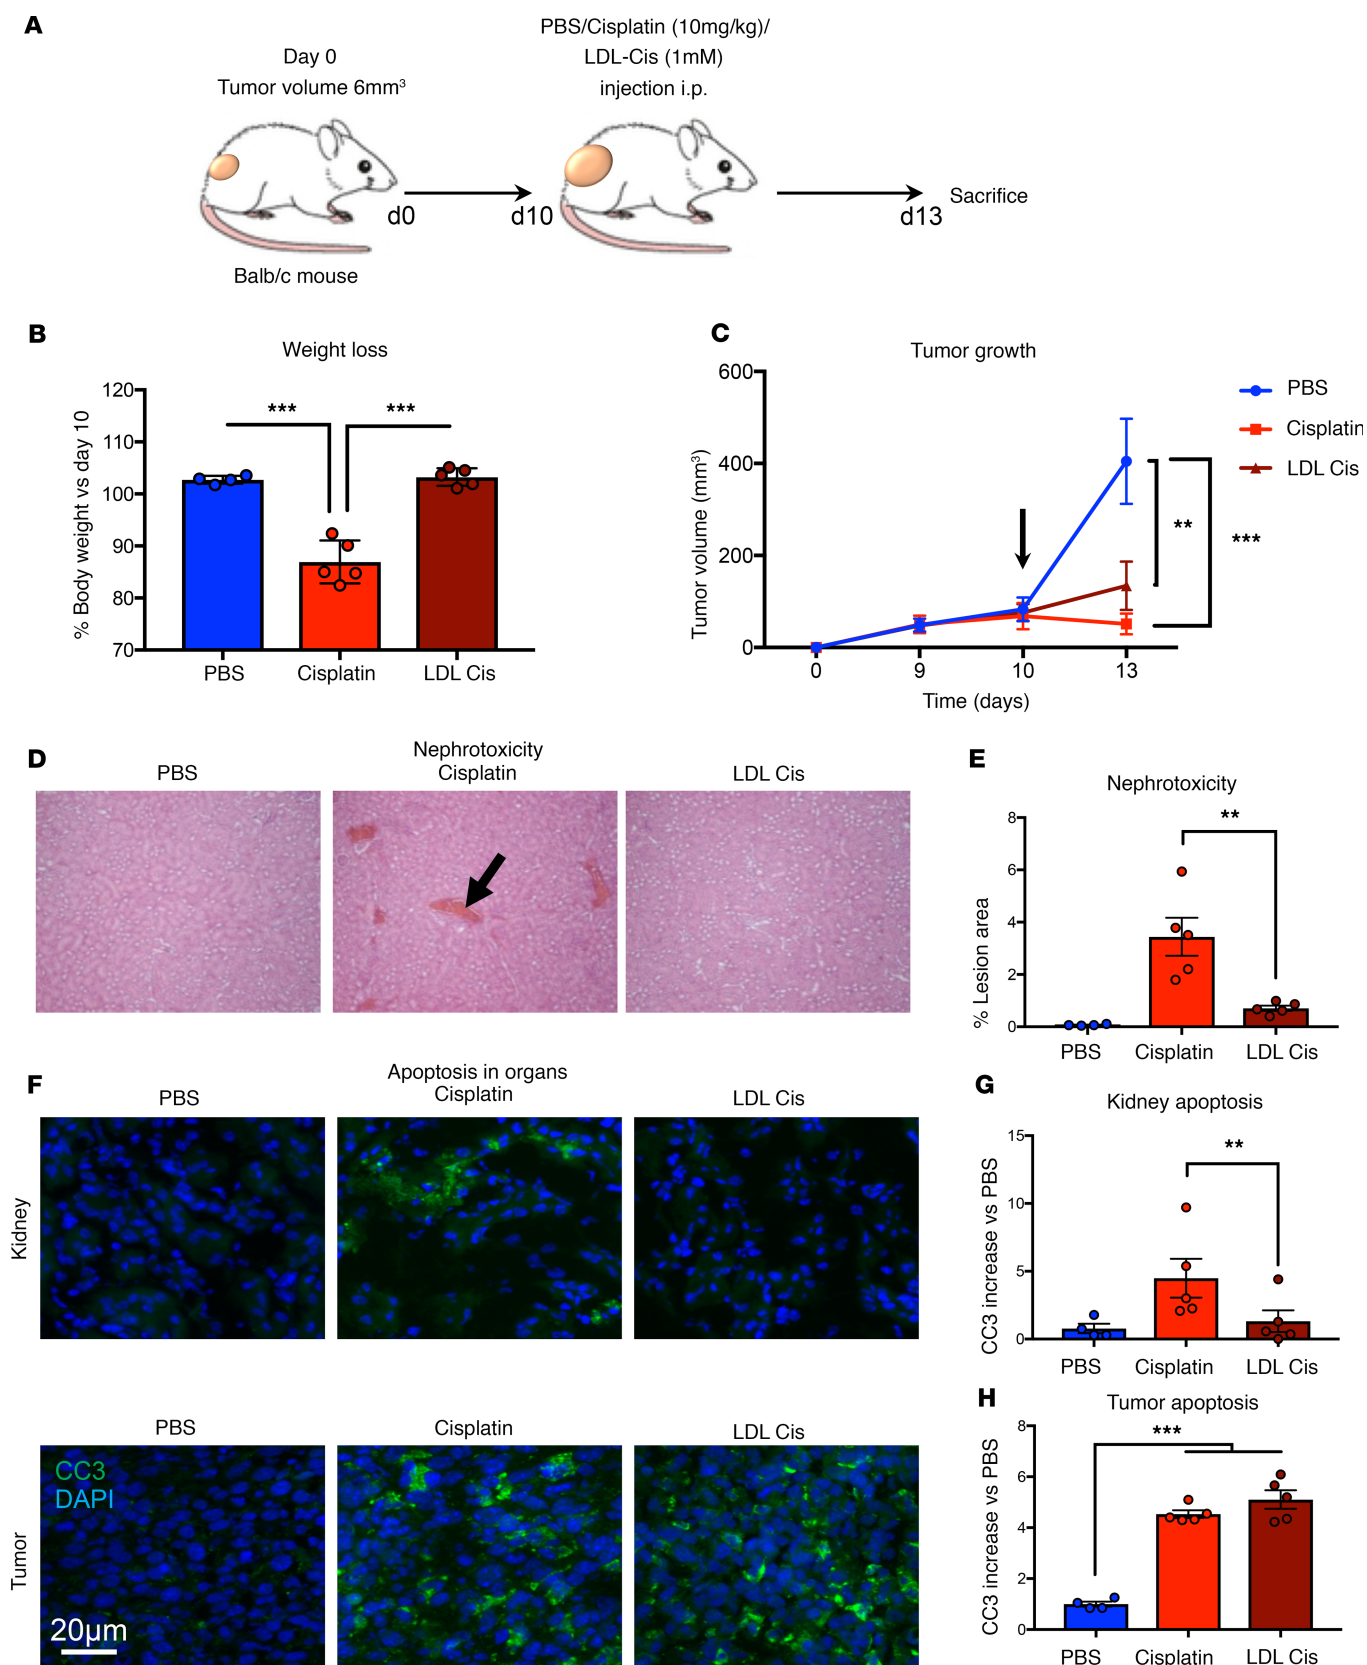 A
Day 0
Tumor volume 6mm³
PBS/Cisplatin (10mg/kg)/
LDL-Cis (1mM)
injection i.p.
d0
d10
d13
Sacrifice
Balb/c mouse
B
Weight loss
% Body weight vs day 10
120
110
100
90
80
70
***
***
PBS
Cisplatin
LDL Cis
C
Tumor growth
Tumor volume (mm³)
600
400
200
0
0
9
10
13
Time (days)
**
***
PBS
Cisplatin
LDL Cis
D
Nephrotoxicity
PBS
Cisplatin
LDL Cis
E
Nephrotoxicity
% Lesion area
8
6
4
2
0
**
PBS
Cisplatin
LDL Cis
F
Apoptosis in organs
PBS
Cisplatin
LDL Cis
Kidney
G
Kidney apoptosis
CC3 increase vs PBS
15
10
5
0
**
PBS
Cisplatin
LDL Cis
PBS
Cisplatin
LDL Cis
Tumor
CC3
DAPI
20μm
H
Tumor apoptosis
CC3 increase vs PBS
8
6
4
2
0
***
PBS
Cisplatin
LDL Cis